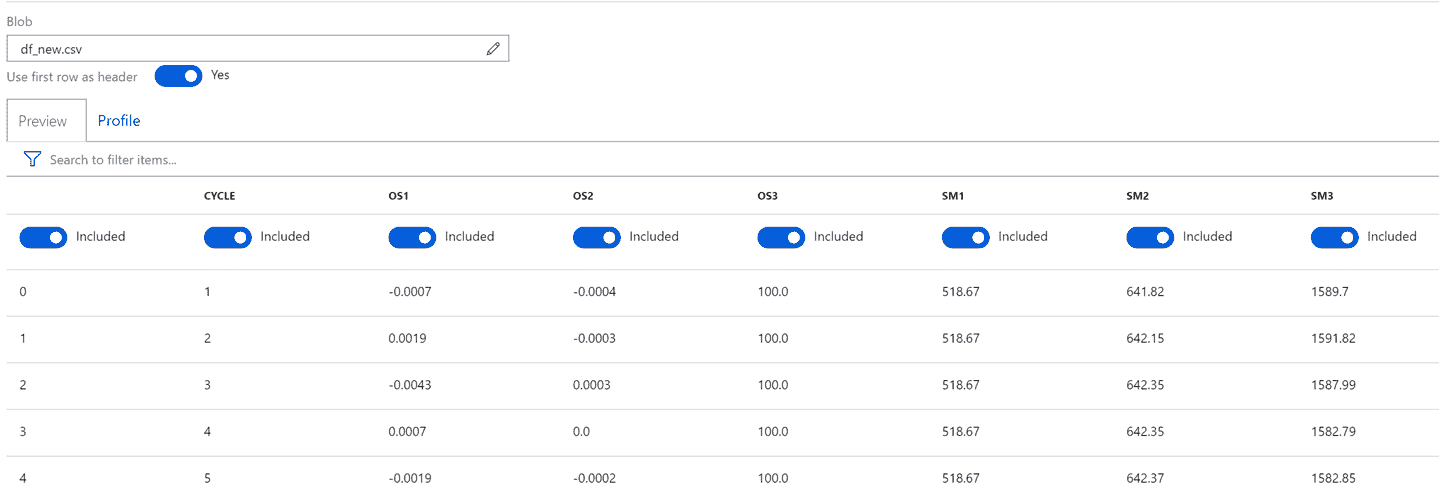 Blob
df_new.csv
Use first row as header Yes
Preview Profile
Search to filter items...
CYCLE OS1 OS2 OS3 SM1 SM2 SM3
Included Included Included Included Included Included Included Included
0 1 -0.0007 -0.0004 100.0 518.67 641.82 1589.7
1 2 0.0019 -0.0003 100.0 518.67 642.15 1591.82
2 3 -0.0043 0.0003 100.0 518.67 642.35 1587.99
3 4 0.0007 0.0 100.0 518.67 642.35 1582.79
4 5 -0.0019 -0.0002 100.0 518.67 642.37 1582.85